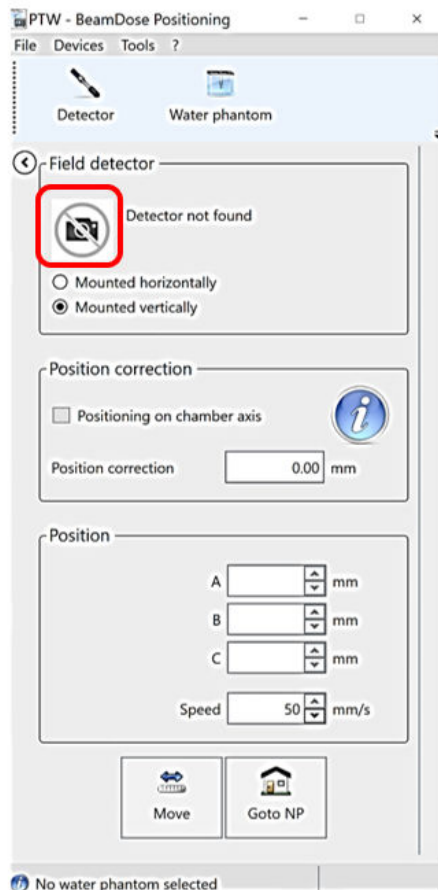 PTW - BeamDose Positioning
File Devices Tools ?
Detector Water phantom
Field detector
Detector not found
Mounted horizontally
Mounted vertically
Position correction
Positioning on chamber axis
Position correction 0.00 mm
Position
A mm
B mm
C mm
Speed 50 mm/s
Move Goto NP
No water phantom selected